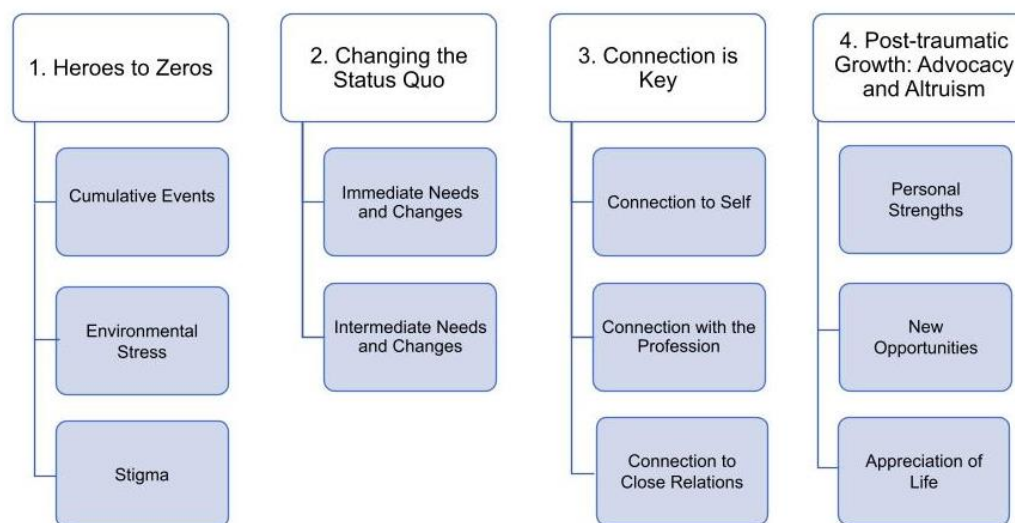 1. Heroes to Zeros
Cumulative Events
Environmental
Stress
Stigma
2. Changing the
Status Quo
Immediate Needs
and Changes
Intermediate Needs
and Changes
3. Connection is
Key
Connection to Self
Connection with the
Profession
Connection to
Close Relations
4. Post-traumatic
Growth: Advocacy
and Altruism
Personal
Strengths
New
Opportunities
Appreciation of
Life